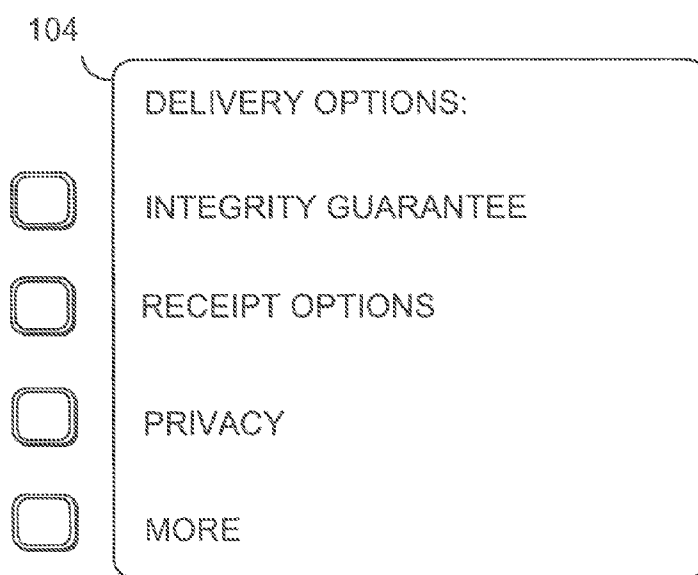 104
DELIVERY OPTIONS:
INTEGRITY GUARANTEE
RECEIPT OPTIONS
PRIVACY
MORE